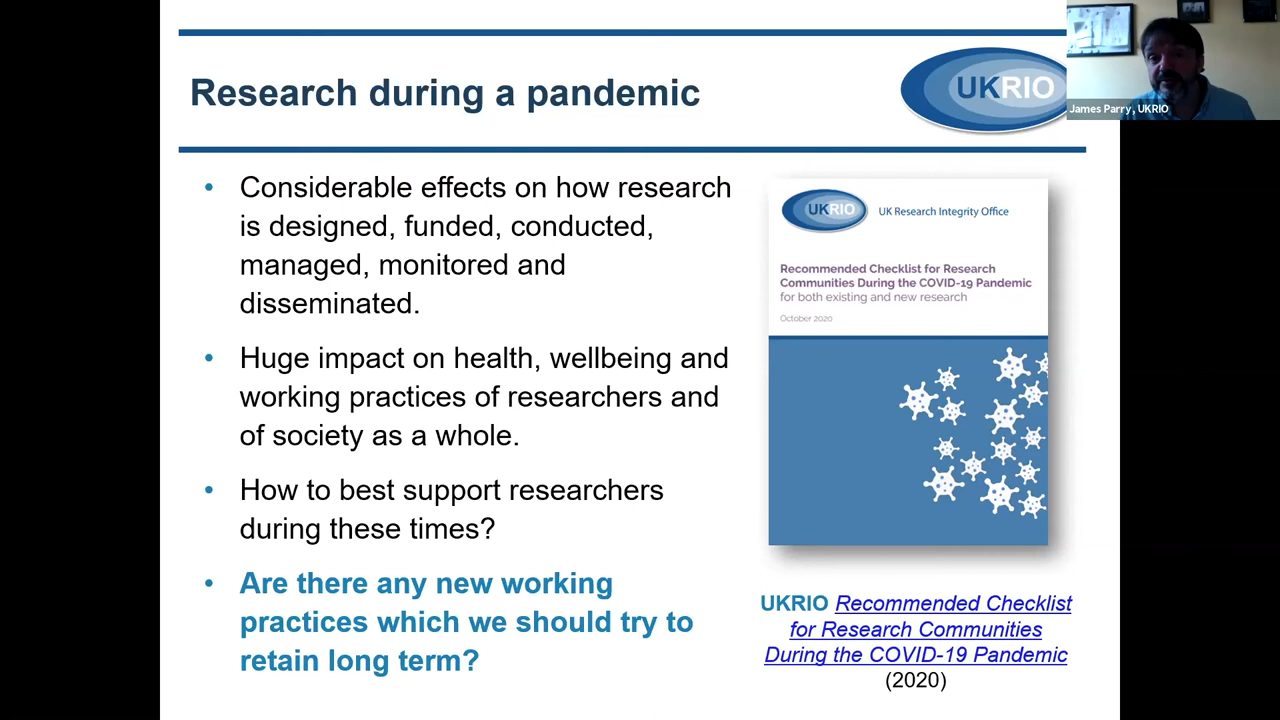 Research during a pandemic
UKRIO
James Parry, UKRIO
• Considerable effects on how research
is designed, funded, conducted,
managed, monitored and
disseminated.
• Huge impact on health, wellbeing and
working practices of researchers and
of society as a whole.
• How to best support researchers
during these times?
• Are there any new working
practices which we should try to
retain long term?
UKRIO UK Research Integrity Office
Recommended Checklist for Research
Communities During the COVID-19 Pandemic
for both existing and new research
October 2020
UKRIO Recommended Checklist
for Research Communities
During the COVID-19 Pandemic
(2020)